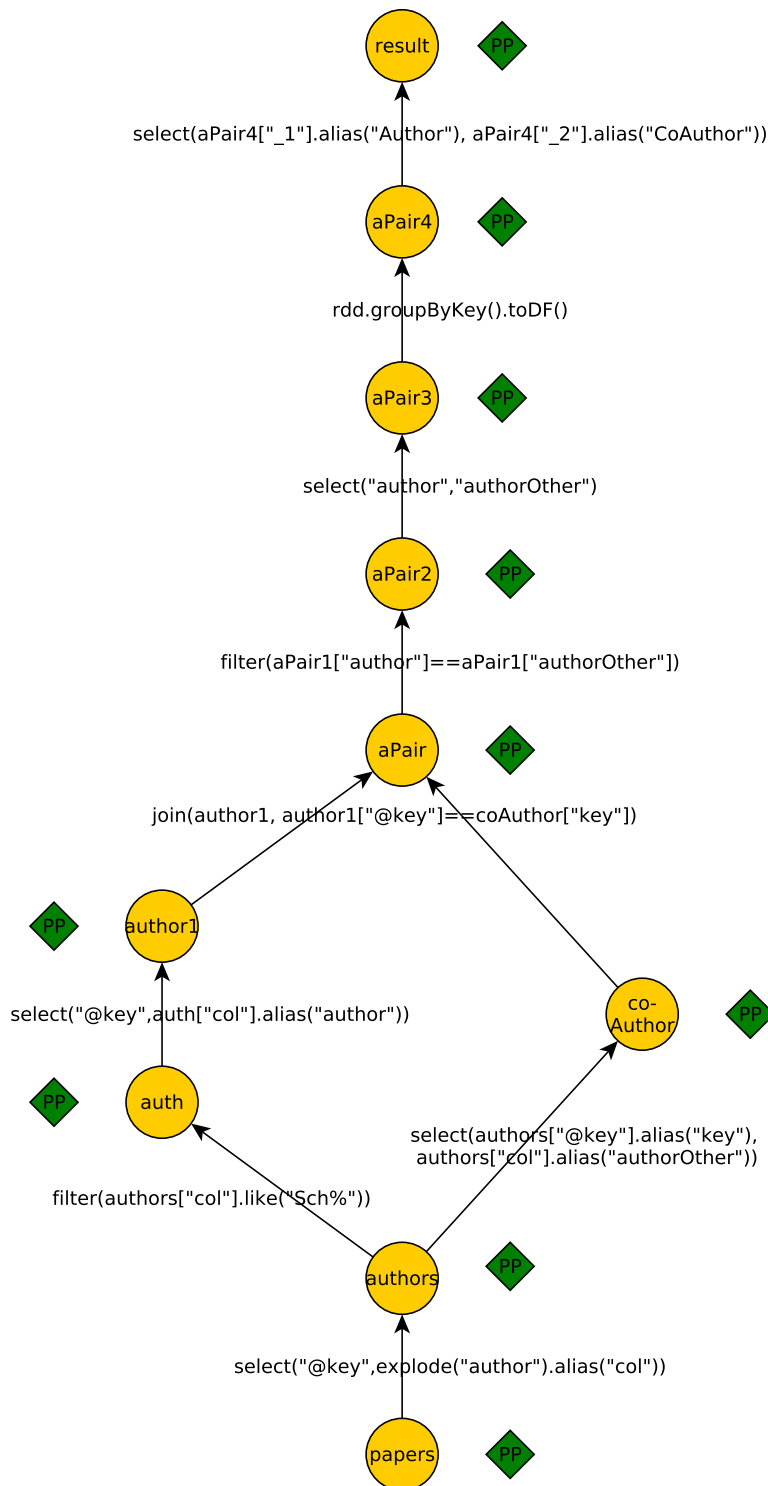 result
PP
select(aPair4["_1"].alias("Author"), aPair4["_2"].alias("CoAuthor"))
aPair4
PP
rdd.groupByKey().toDF()
aPair3
PP
select("author","authorOther")
aPair2
PP
filter(aPair1["author"]==aPair1["authorOther"])
aPair
PP
join(author1, author1["@key"]==coAuthor["key"])
PP
author1
co-
Author
PP
select("@key",auth["col"].alias("author"))
PP
auth
select(authors["@key"].alias("key"),
authors["col"].alias("authorOther"))
filter(authors["col"].like("Sch%"))
authors
PP
select("@key",explode("author").alias("col"))
papers
PP